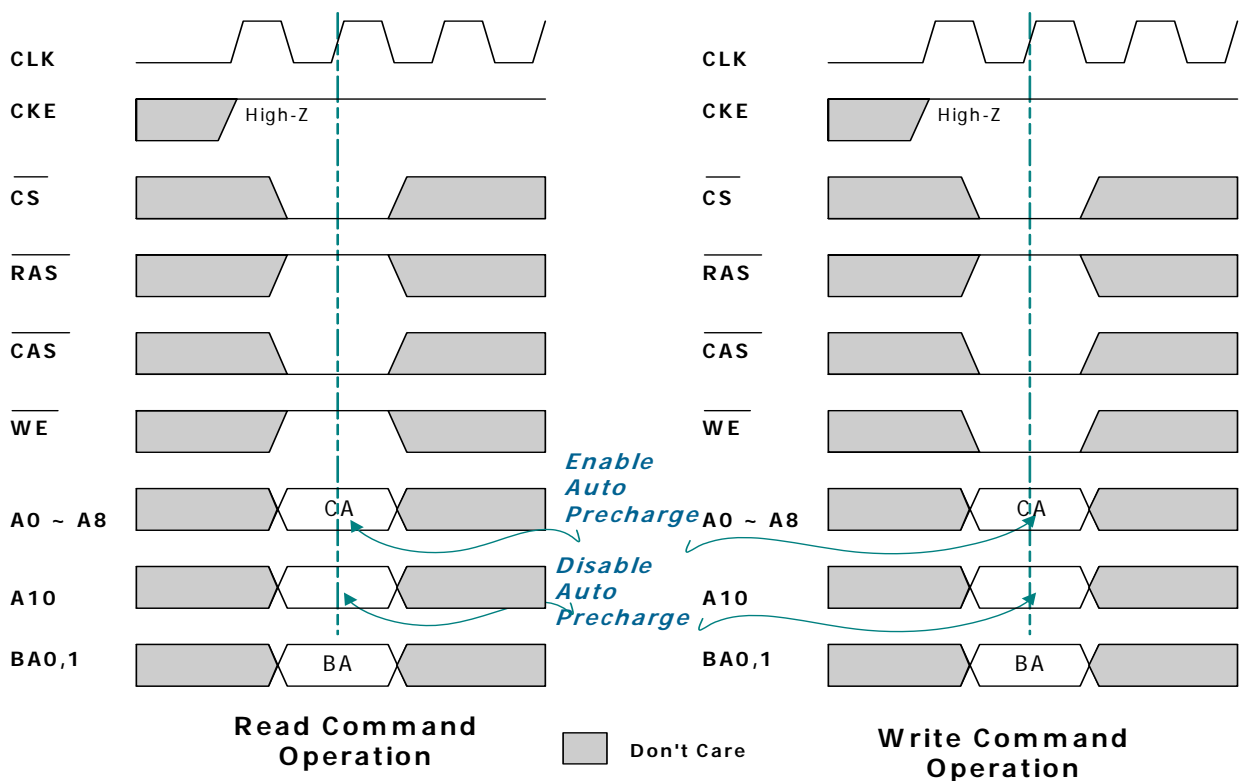 CLK
CKE
High-Z
CS
RAS
CAS
WE
A0 ~ A8
CA
A10
BA0,1
BA
Read Command
Operation
Enable
Auto
Precharge
Disable
Auto
Precharge
Don't Care
CLK
CKE
High-Z
CS
RAS
CAS
WE
A0 ~ A8
CA
A10
BA0,1
BA
Write Command
Operation